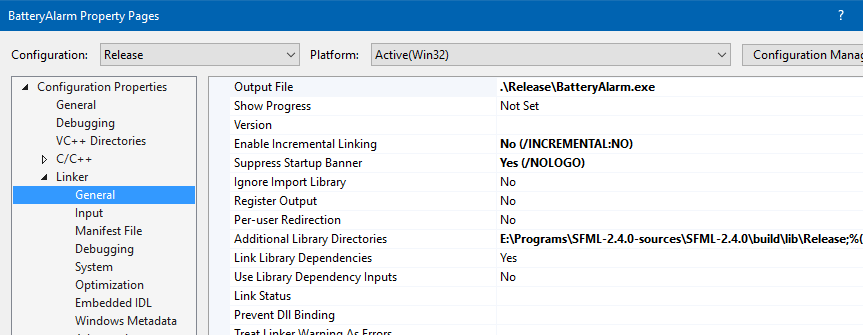 BatteryAlarm Property Pages ?
Configuration: Release Platform: Active(Win32) Configuration Manag
Configuration Properties
General
Debugging
VC++ Directories
C/C++
Linker
General
Input
Manifest File
Debugging
System
Optimization
Embedded IDL
Windows Metadata
Output File .\Release\BatteryAlarm.exe
Show Progress Not Set
Version
Enable Incremental Linking No (/INCREMENTAL:NO)
Suppress Startup Banner Yes (/NOLOGO)
Ignore Import Library No
Register Output No
Per-user Redirection No
Additional Library Directories E:\Programs\SFML-2.4.0-sources\SFML-2.4.0\build\lib\Release;%(
Link Library Dependencies Yes
Use Library Dependency Inputs No
Link Status
Prevent Dll Binding
Treat Linker Warning As Errors